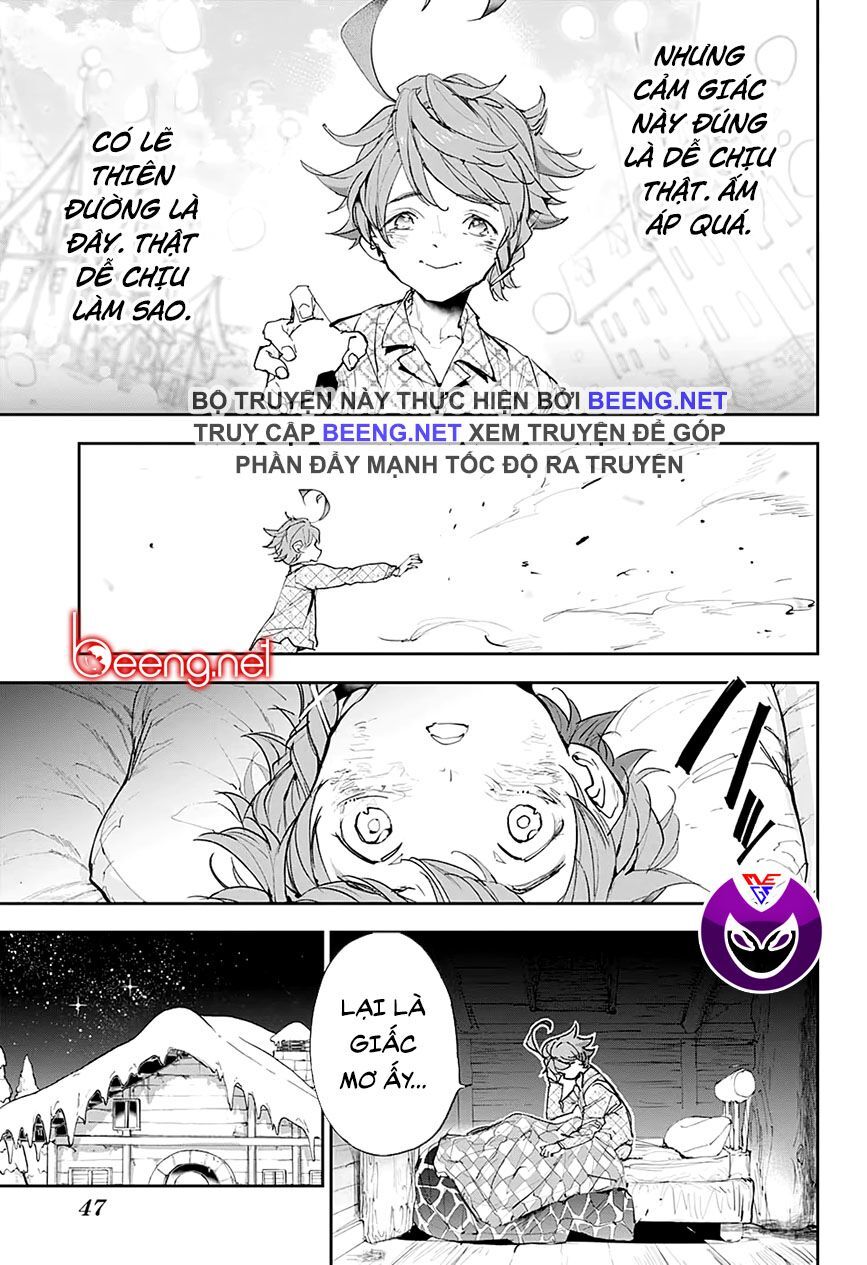 NHƯNG
CẢM GIÁC
NÀY ĐÚNG
LÀ DỄ CHỊU
THẬT. ẤM
ÁP QUÁ.
CÓ LẼ
THIÊN
ĐƯỜNG LÀ
ĐÂY. THẬT
DỄ CHỊU
LÀM SAO.
BỘ TRUYỆN NÀY THỰC HIỆN BỞI BEENG.NET
TRUY CẬP BEENG.NET XEM TRUYỆN ĐỂ GÓP
PHẦN ĐẨY MẠNH TỐC ĐỘ RA TRUYỆN
beeng.net
LẠI LÀ
GIẤC
MƠ ẤY...
47